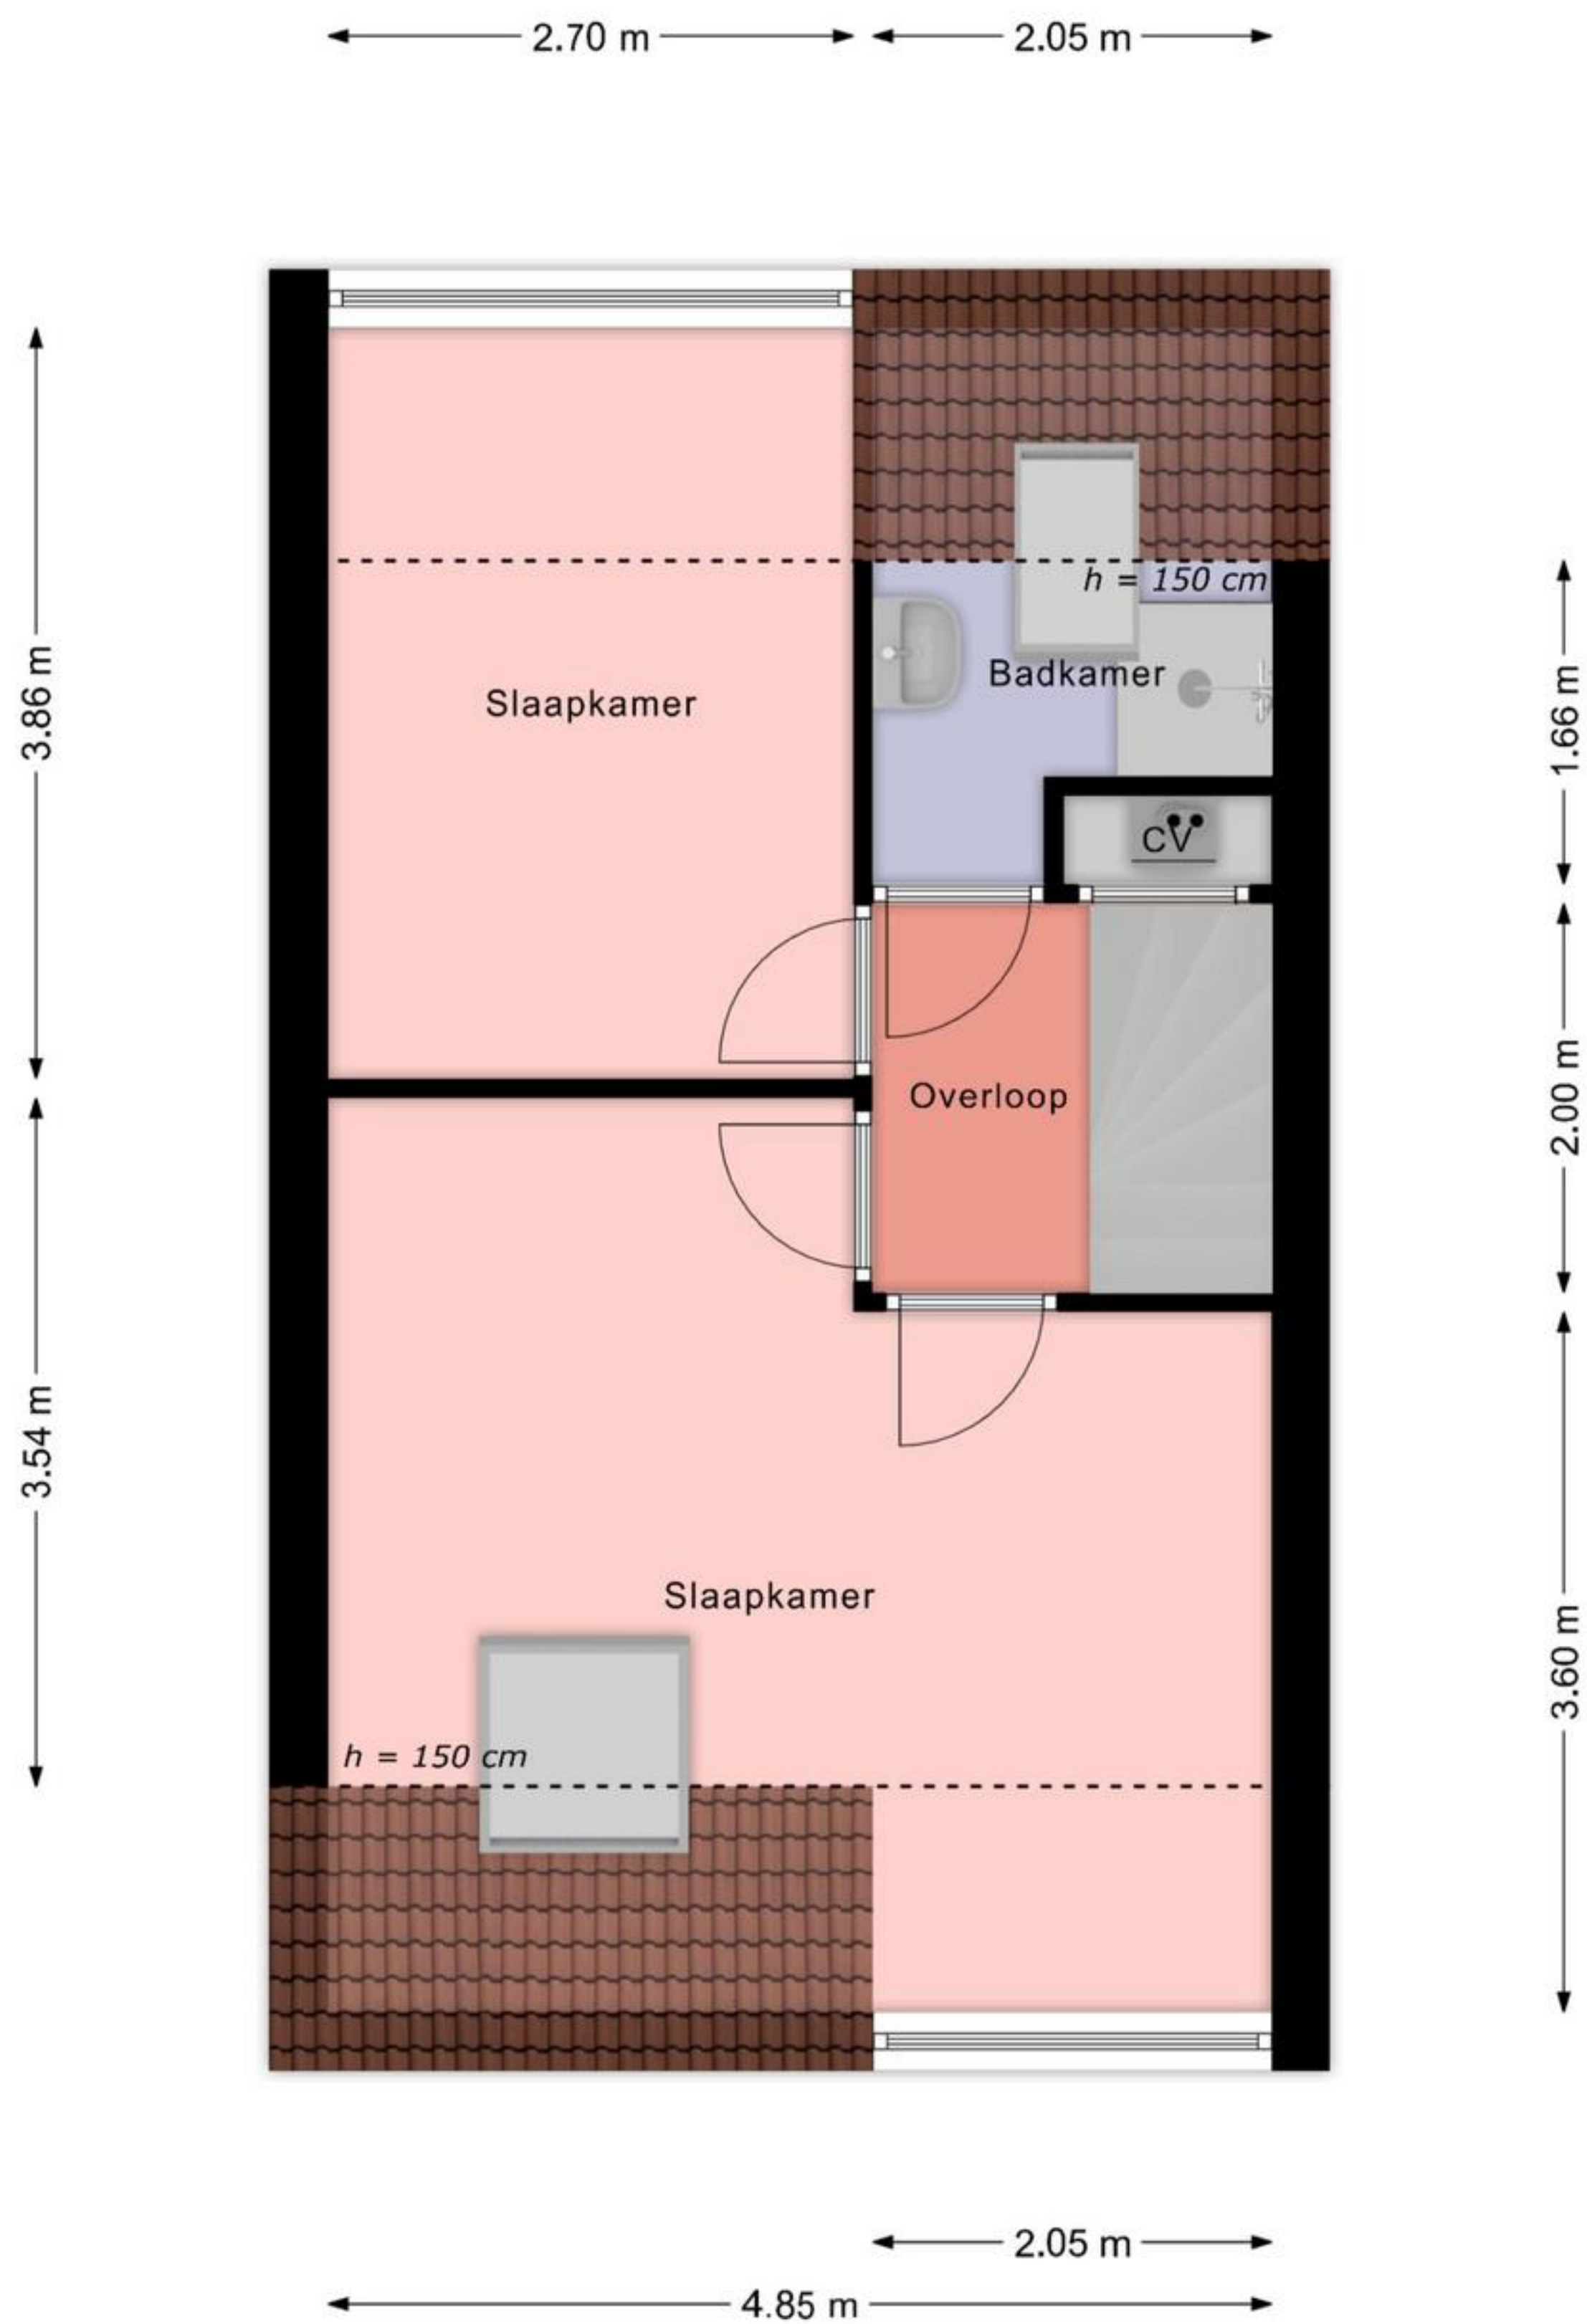 2.70 m
2.05 m
h = 150 cm
3.86 m
Slaapkamer
Badkamer
1.66 m
CV
Overloop
2.00 m
3.54 m
Slaapkamer
3.60 m
h = 150 cm
2.05 m
4.85 m